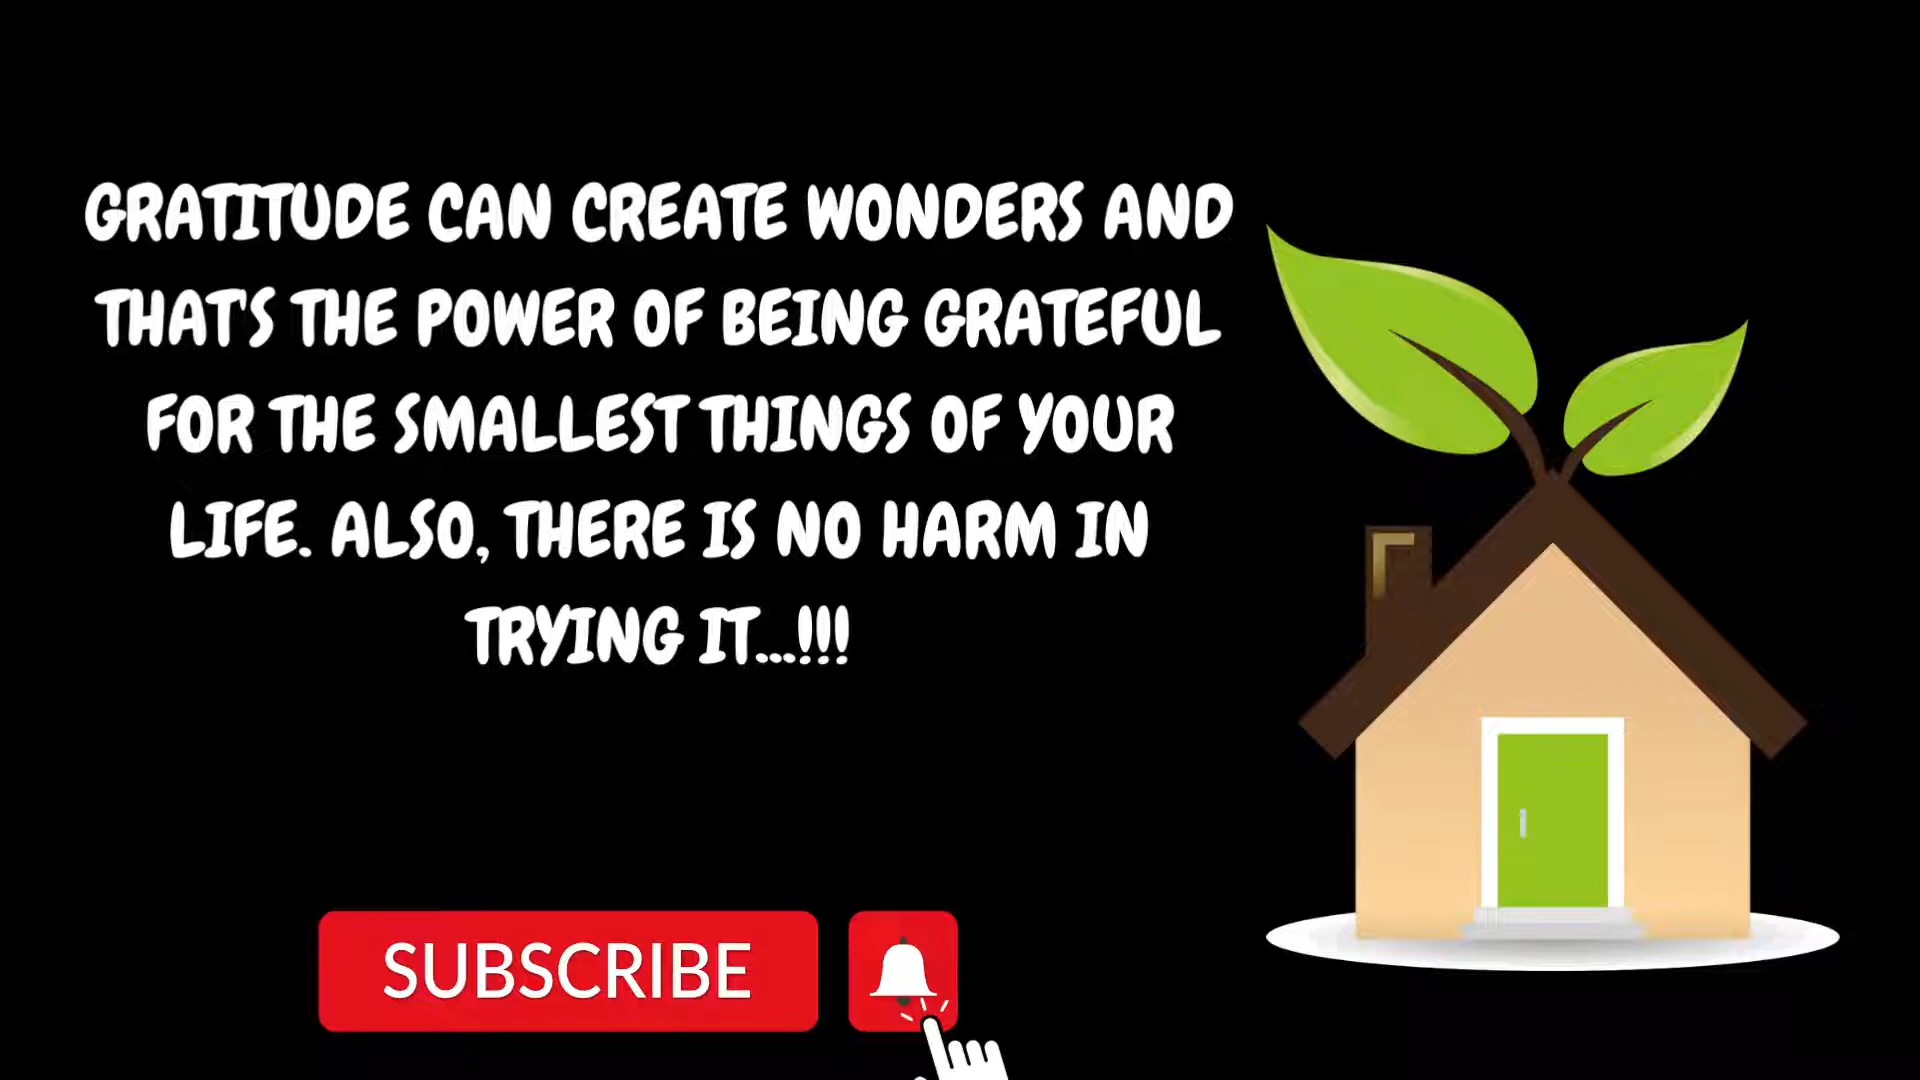 GRATITUDE CAN CREATE WONDERS AND
THAT'S THE POWER OF BEING GRATEFUL
FOR THE SMALLEST THINGS OF YOUR
LIFE. ALSO, THERE IS NO HARM IN
TRYING IT...!!!
SUBSCRIBE